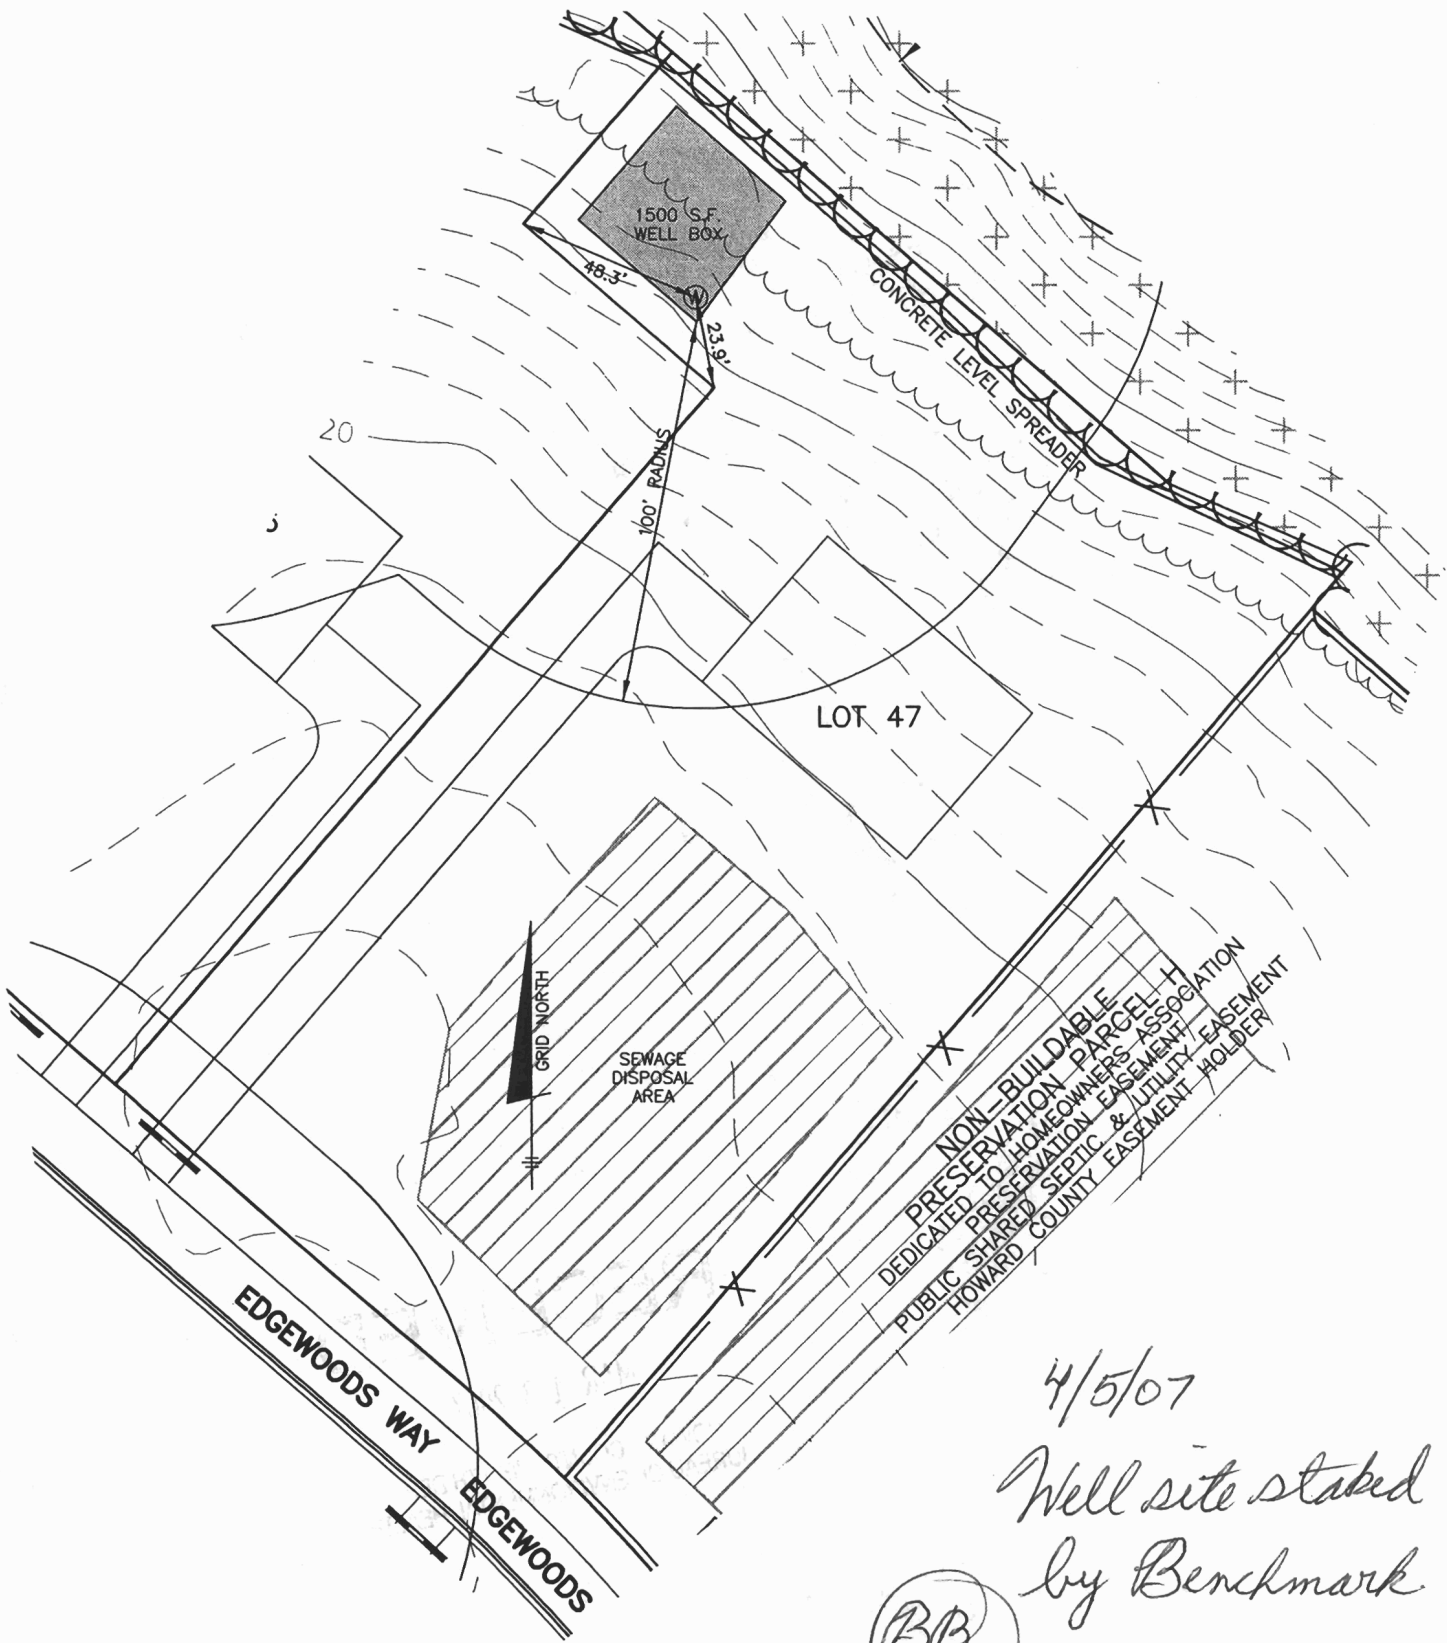 1500 S.F.
WELL BOX
48.3'
W
23.9'
CONCRETE LEVEL SPREADER
20
100' RADIUS
LOT 47
GRID NORTH
SEWAGE
DISPOSAL
AREA
NON-BUILDABLE
PRESERVATION PARCEL H
DEDICATED TO HOMEOWNERS ASSOCIATION
PRESERVATION EASEMENT
PUBLIC SHARED SEPTIC & UTILITY EASEMENT
HOWARD COUNTY EASEMENT HOLDER
EDGEWOODS WAY
EDGEWOODS
4/5/07
Well site staked
by Benchmark
BB